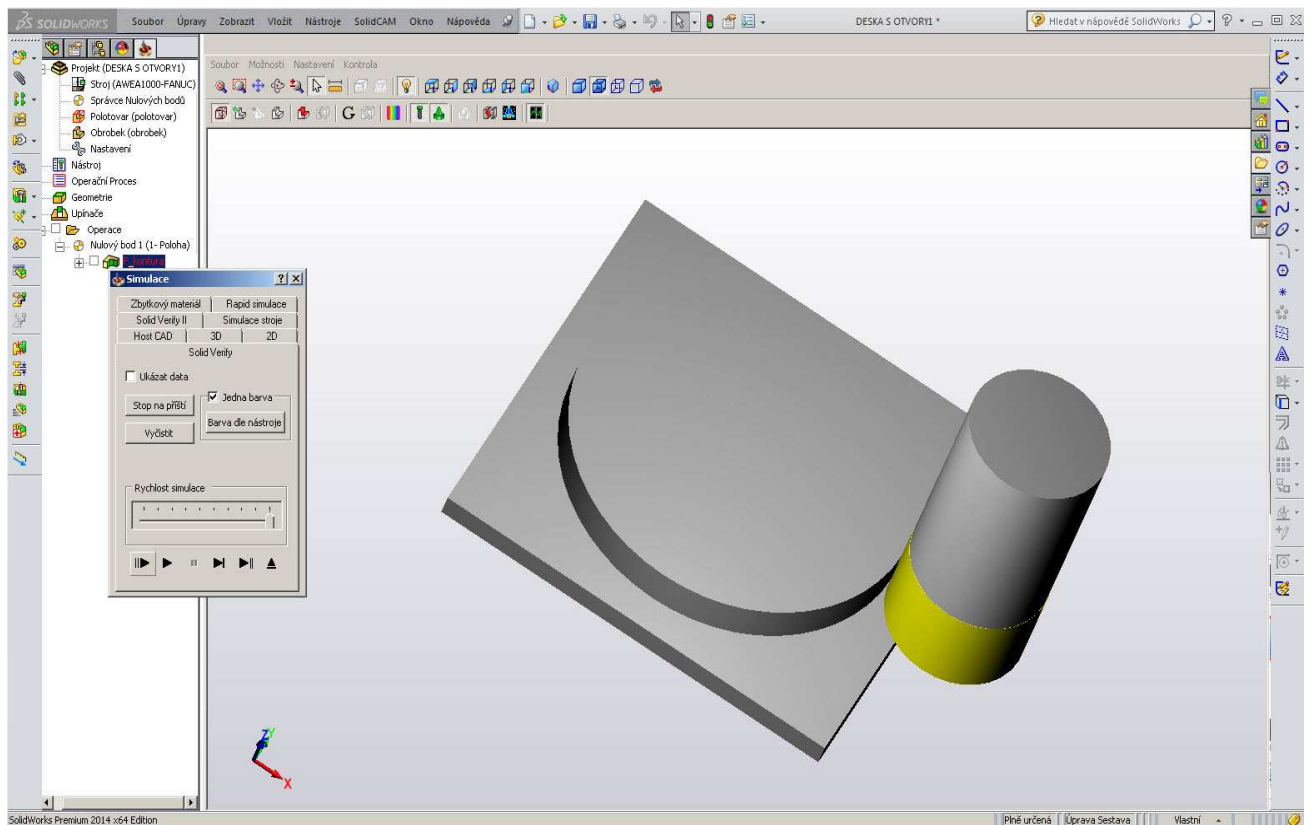 SOLIDWORKS Soubor Úpravy Zobrazit Vložit Nástroje SolidCAM Okno Nápověda DESKA S OTVORY1 * Hledat v nápovědě SolidWorks
Projekt (DESKA S OTVORY1)
Stroj (AWEA1000-FANUC)
Správce Nulových bodů
Polotovar (polotovar)
Obrobek (obrobek)
Nastavení
Nástroj
Operační Proces
Geometrie
Upínače
Operace
Nulový bod 1 (1- Poloha)
F_kontura
Soubor Možnosti Nastavení Kontrola
G
Simulace
Zbytkový materiál Rapid simulace
Solid Verify II Simulace stroje
Host CAD 3D 2D
Solid Verify
Ukázat data
Stop na příští
Jedna barva
Barva dle nástroje
Vyčistit
Rychlost simulace
Z Y
X
SolidWorks Premium 2014 x64 Edition Plně určená Úprava Sestava Vlastní